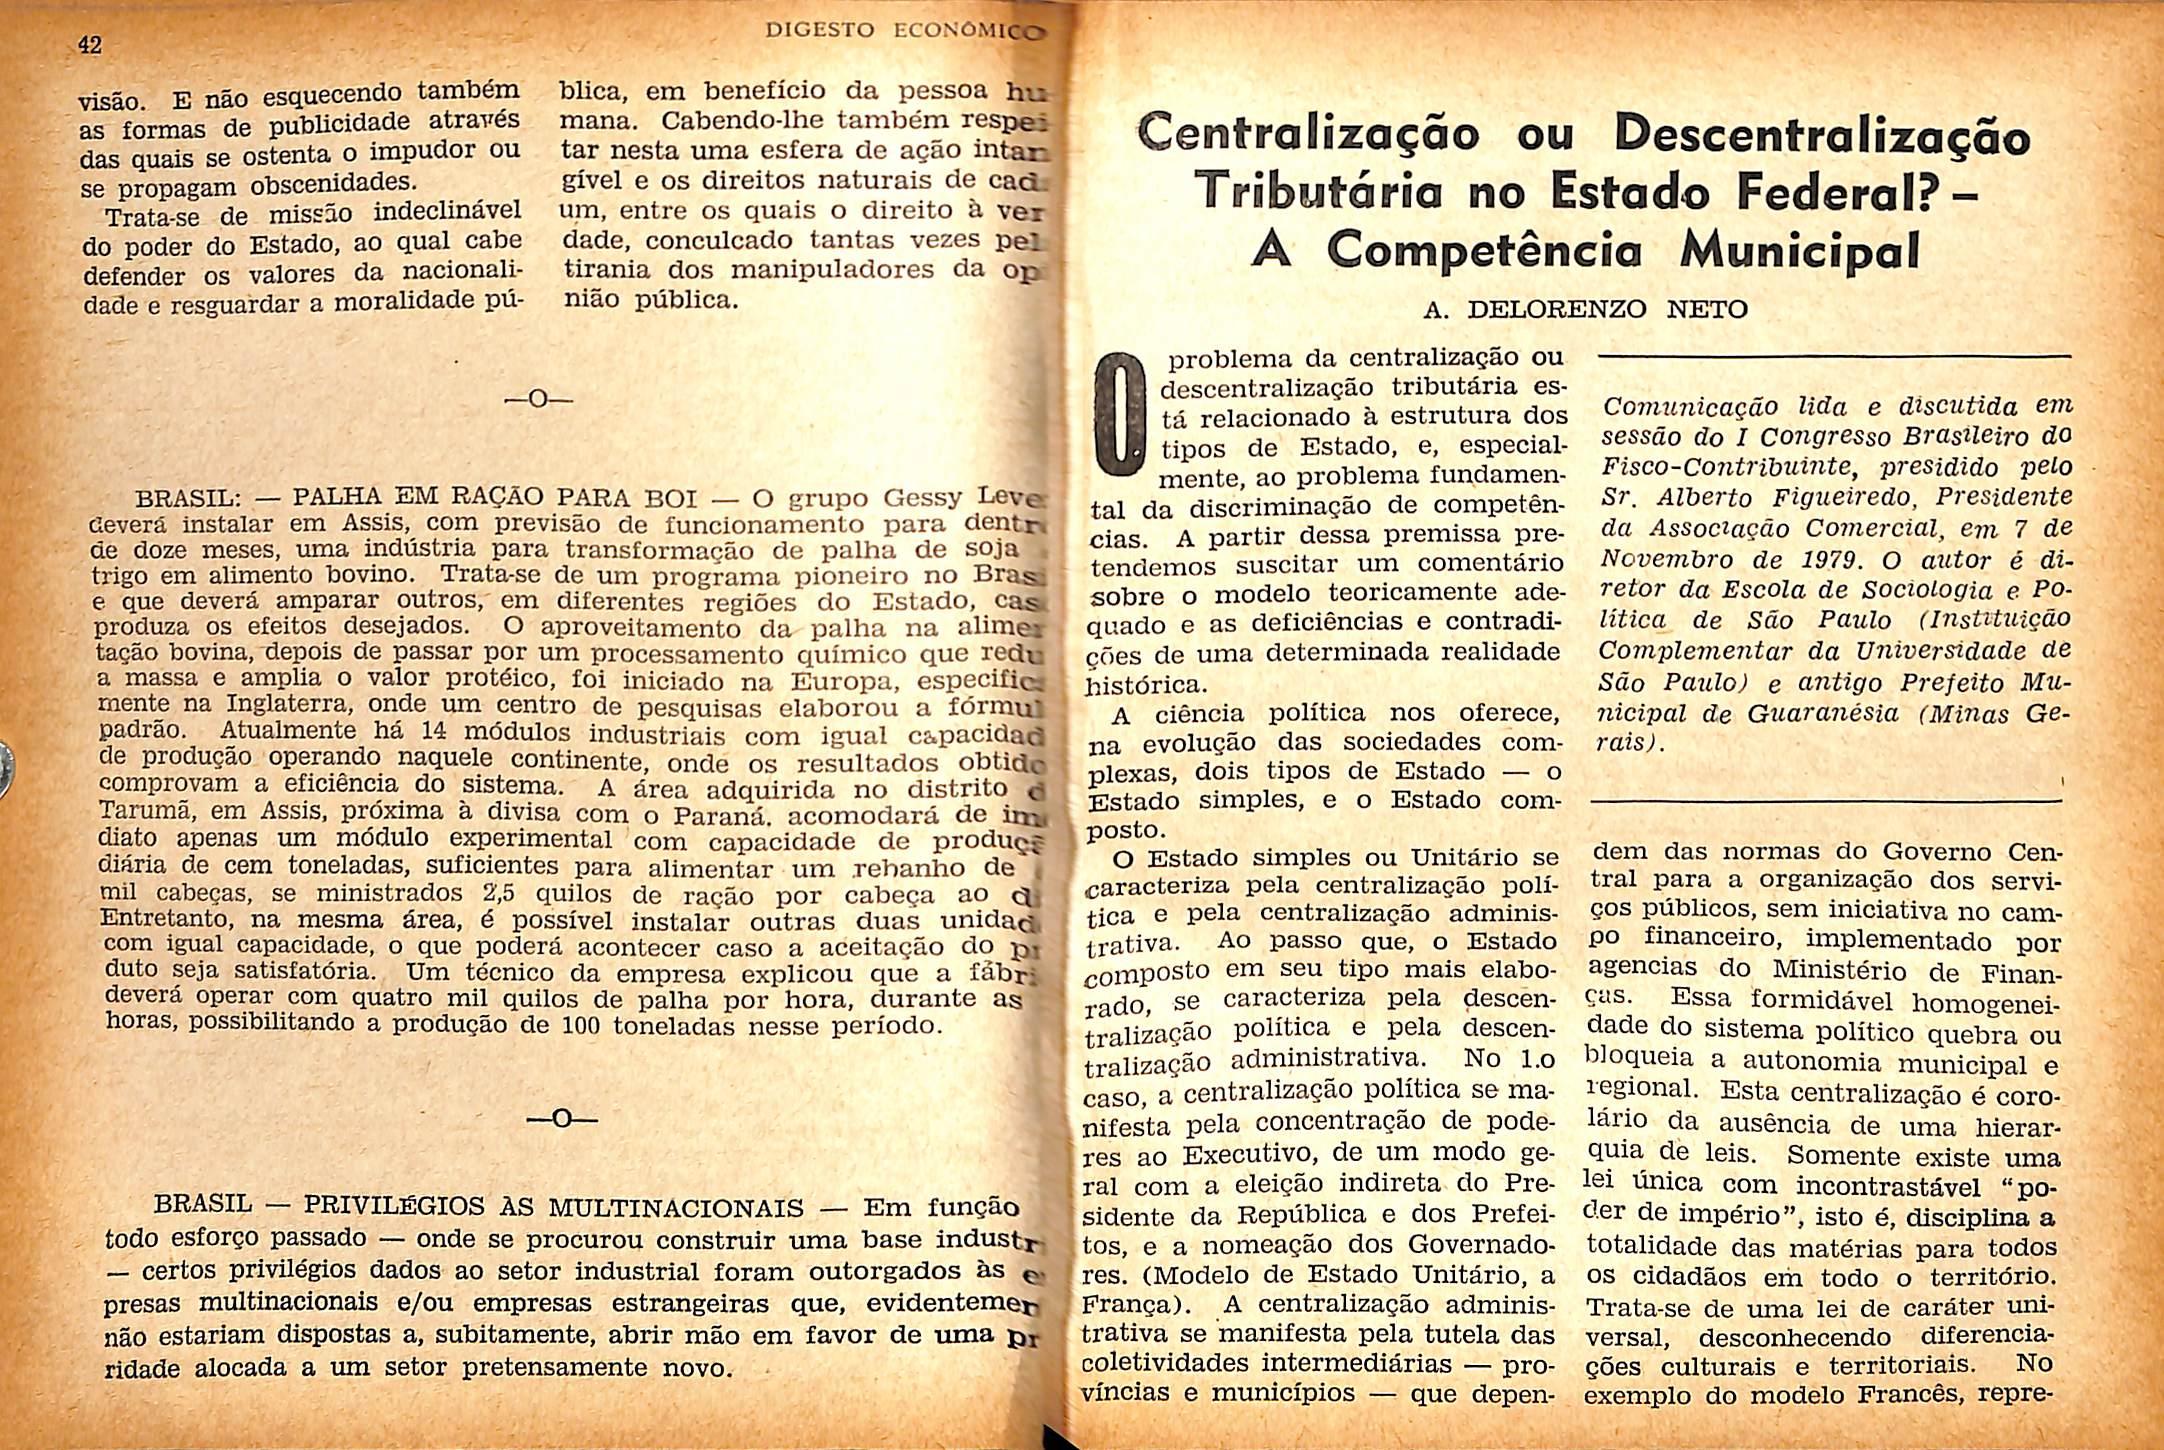 42
DIGESTO ECONÔMICO
visão. E não esquecendo também
as formas de publicidade através
das quais se ostenta o impudor ou
se propagam obscenidades.
Trata-se de missão indeclinável
do poder do Estado, ao qual cabe
defender os valores da nacionali-
dade e resguardar a moralidade pú-
blica, em benefício da pessoa hu
mana. Cabendo-lhe também respei
tar nesta uma esfera de ação intan
gível e os direitos naturais de cad
um, entre os quais o direito à ver
dade, conculcado tantas vezes pel
tirania dos manipuladores da op
nião pública.
—O—
BRASIL: — PALHA EM RAÇÃO PARA BOI — O grupo Gessy Leve
deverá instalar em Assis, com previsão de funcionamento para dentr
de doze meses, uma indústria para transformação de palha de soja
trigo em alimento bovino. Trata-se de um programa pioneiro no Bras
e que deverá amparar outros, em diferentes regiões do Estado, cas
produza os efeitos desejados. O aproveitamento da palha na alimen
tação bovina, depois de passar por um processamento químico que redu
a massa e amplia o valor protéico, foi iniciado na Europa, especific
mente na Inglaterra, onde um centro de pesquisas elaborou a fórmul
padrão. Atualmente há 14 módulos industriais com igual capacidad
de produção operando naquele continente, onde os resultados obtido
comprovam a eficiência do sistema. A área adquirida no distrito d
Tarumã, em Assis, próxima à divisa com o Paraná. acomodará de im
diato apenas um módulo experimental com capacidade de produçã
diária de cem toneladas, suficientes para alimentar um rebanho de
mil cabeças, se ministrados 2,5 quilos de ração por cabeça ao di
Entretanto, na mesma área, é possível instalar outras duas unidad
com igual capacidade, o que poderá acontecer caso a aceitação do pr
duto seja satisfatória. Um técnico da empresa explicou que a fábri
deverá operar com quatro mil quilos de palha por hora, durante as
horas, possibilitando a produção de 100 toneladas nesse período.
—O—
BRASIL — PRIVILÉGIOS ÀS MULTINACIONAIS — Em função
todo esforço passado — onde se procurou construir uma base industr
— certos privilégios dados ao setor industrial foram outorgados às e
presas multinacionais e/ou empresas estrangeiras que, evidentemen
não estariam dispostas a, subitamente, abrir mão em favor de uma pr
ridade alocada a um setor pretensamente novo.
Centralização ou Descentralização
Tributária no Estado Federal? –
A Competência Municipal
A. DELORENZO NETO
O problema da centralização ou
descentralização tributária es-
tá relacionado à estrutura dos
tipos de Estado, e, especial-
mente, ao problema fundamen-
tal da discriminação de competên-
cias. A partir dessa premissa pre-
tendemos suscitar um comentário
sobre o modelo teoricamente ade-
quado e as deficiências e contradi-
ções de uma determinada realidade
histórica.
A ciência política nos oferece,
na evolução das sociedades com-
plexas, dois tipos de Estado — o
Estado simples, e o Estado com-
posto.
O Estado simples ou Unitário se
caracteriza pela centralização polí-
tica e pela centralização adminis-
trativa. Ao passo que, o Estado
composto em seu tipo mais elabo-
rado, se caracteriza pela descen-
tralização política e pela descen-
tralização administrativa. No 1.o
caso, a centralização política se ma-
nifesta pela concentração de pode-
res ao Executivo, de um modo ge-
ral com a eleição indireta do Pre-
sidente da República e dos Prefei-
tos, e a nomeação dos Governado-
res. (Modelo de Estado Unitário, a
França). A centralização adminis-
trativa se manifesta pela tutela das
coletividades intermediárias — pro-
víncias e municípios — que depen-
Comunicação lida e discutida em
sessão do I Congresso Brasileiro do
Fisco-Contribuinte, presidido pelo
Sr. Alberto Figueiredo, Presidente
da Associação Comercial, em 7 de
Novembro de 1979. O autor é di-
retor da Escola de Sociologia e Po-
lítica de São Paulo (Instituição
Complementar da Universidade de
São Paulo) e antigo Prefeito Mu-
nicipal de Guaranésia (Minas Ge-
rais).
dem das normas do Governo Cen-
tral para a organização dos servi-
ços públicos, sem iniciativa no cam-
po financeiro, implementado por
agencias do Ministério de Finan-
ças. Essa formidável homogenei-
dade do sistema político quebra ou
bloqueia a autonomia municipal e
regional. Esta centralização é coro-
lário da ausência de uma hierar-
quia de leis. Somente existe uma
lei única com incontrastável "po-
der de império", isto é, disciplina a
totalidade das matérias para todos
os cidadãos em todo o território.
Trata-se de uma lei de caráter uni-
versal, desconhecendo diferencia-
ções culturais e territoriais. No
exemplo do modelo Francês, repre-